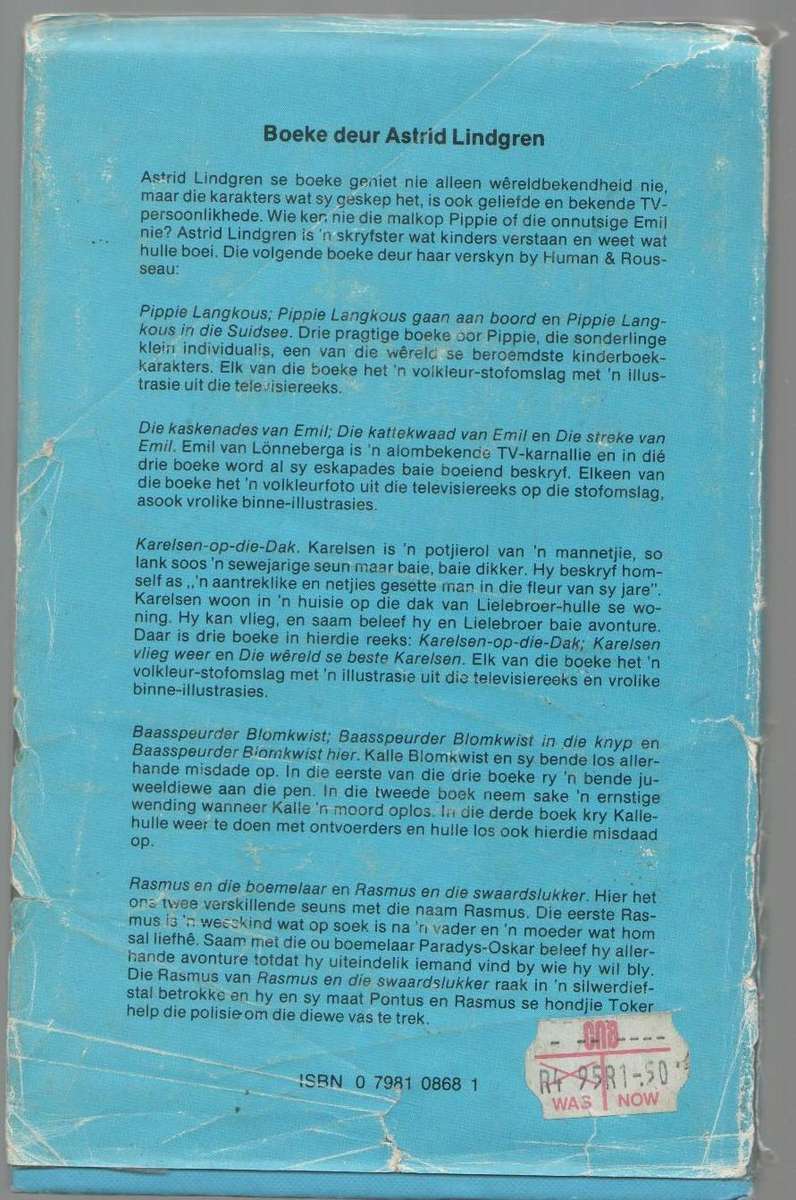 Boeke deur Astrid Lindgren
Astrid Lindgren se boeke geniet nie alleen wêreldbekendheid nie,
maar die karakters wat sy geskep het, is ook geliefde en bekende TV-
persoonlikhede. Wie ken nie die malkop Pippie of die onnutsige Emil
nie? Astrid Lindgren is 'n skryfster wat kinders verstaan en weet wat
hulle boei. Die volgende boeke deur haar verskyn by Human & Rous-
seau:
Pippie Langkous; Pippie Langkous gaan aan boord en Pippie Lang-
kous in die Suidsee. Drie pragtige boeke oor Pippie, die sonderlinge
klein individualis, een van die wêreld se beroemdste kinderboek-
karakters. Elk van die boeke het 'n volkleur-stofomslag met 'n illus-
trasie uit die televisiereeks.
Die kaskenades van Emil; Die kattekwaad van Emil en Die streke van
Emil. Emil van Lönneberga is 'n alombekende TV-karnallie en in dié
drie boeke word al sy eskapades baie boeiend beskryf. Elkeen van
die boeke het 'n volkleurfoto uit die televisiereeks op die stofomslag,
asook vrolike binne-illustrasies.
Karelsen-op-die-Dak. Karelsen is 'n potjierol van 'n mannetjie, so
lank soos 'n sewejarige seun maar baie, baie dikker. Hy beskryf hom-
self as „'n aantreklike en netjies gesette man in die fleur van sy jare”.
Karelsen woon in 'n huisie op die dak van Lielebroer-hulle se wo-
ning. Hy kan vlieg, en saam beleef hy en Lielebroer baie avonture.
Daar is drie boeke in hierdie reeks: Karelsen-op-die-Dak; Karelsen
vlieg weer en Die wêreld se beste Karelsen. Elk van die boeke het 'n
volkleur-stofomslag met 'n illustrasie uit die televisiereeks en vrolike
binne-illustrasies.
Baasspeurder Blomkwist; Baasspeurder Blomkwist in die knyp en
Baasspeurder Blomkwist hier. Kalle Blomkwist en sy bende los aller-
hande misdade op. In die eerste van die drie boeke ry 'n bende ju-
weeldiewe aan die pen. In die tweede boek neem sake 'n ernstige
wending wanneer Kalle 'n moord oplos. In die derde boek kry Kalle-
hulle weer te doen met ontvoerders en hulle los ook hierdie misdaad
op.
Rasmus en die boemelaar en Rasmus en die swaardslukker. Hier het
ons twee verskillende seuns met die naam Rasmus. Die eerste Ras-
mus is 'n weeskind wat op soek is na 'n vader en 'n moeder wat hom
sal liefhê. Saam met die ou boemelaar Paradys-Oskar beleef hy aller-
hande avonture totdat hy uiteindelik iemand vind by wie hy wil bly.
Die Rasmus van Rasmus en die swaardslukker raak in 'n silwerdief-
stal betrokke en hy en sy maat Pontus en Rasmus se hondjie Toker
help die polisie om die diewe vas te trek.
ISBN 0 7981 0868 1
cna
R4 95 R1-50
WAS NOW